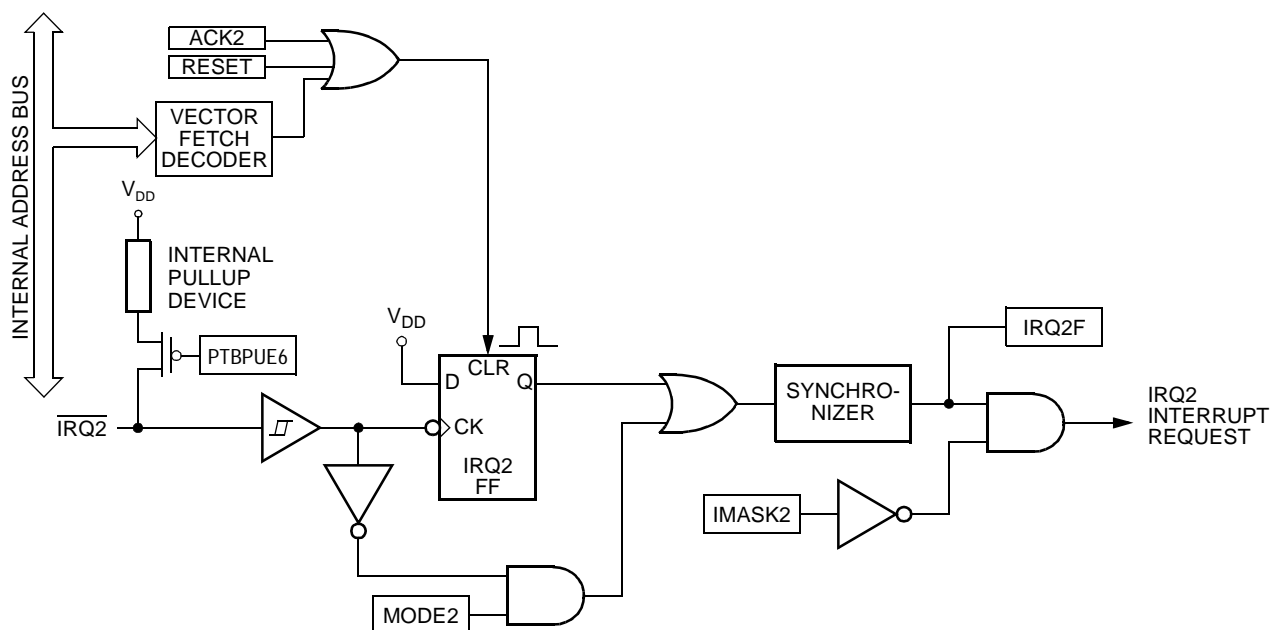 INTERNAL ADDRESS BUS
ACK2
RESET
VECTOR
FETCH
DECODER
VDD
INTERNAL
PULLUP
DEVICE
PTBPUE6
IRQ2
VDD
D
CLR
Q
CK
IRQ2
FF
SYNCHRO-
NIZER
IRQ2F
IRQ2
INTERRUPT
REQUEST
IMASK2
MODE2